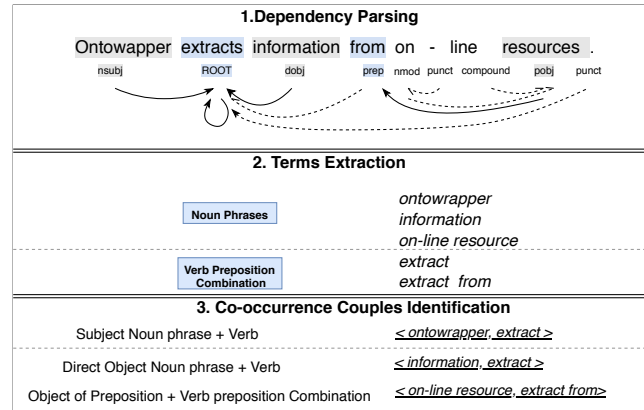 1.Dependency Parsing
Ontowapper extracts information from on - line resources .
nsubj ROOT dobj prep nmod punct compound pobj punct
2. Terms Extraction
Noun Phrases
ontowrapper
information
on-line resource
Verb Preposition
Combination
extract
extract from
3. Co-occurrence Couples Identification
Subject Noun phrase + Verb < ontowrapper, extract >
Direct Object Noun phrase + Verb < information, extract >
Object of Preposition + Verb preposition Combination < on-line resource, extract from>